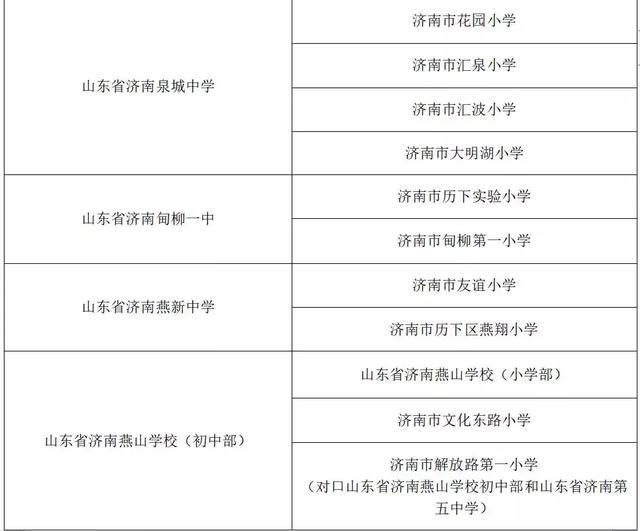 山东省济南泉城中学
济南市花园小学
济南市汇泉小学
济南市汇波小学
济南市大明湖小学
山东省济南甸柳一中
济南市历下实验小学
济南市甸柳第一小学
山东省济南燕新中学
济南市友谊小学
济南市历下区燕翔小学
山东省济南燕山学校（初中部）
山东省济南燕山学校（小学部）
济南市文化东路小学
济南市解放路第一小学
（对口山东省济南燕山学校初中部和山东省济南第
五中学）